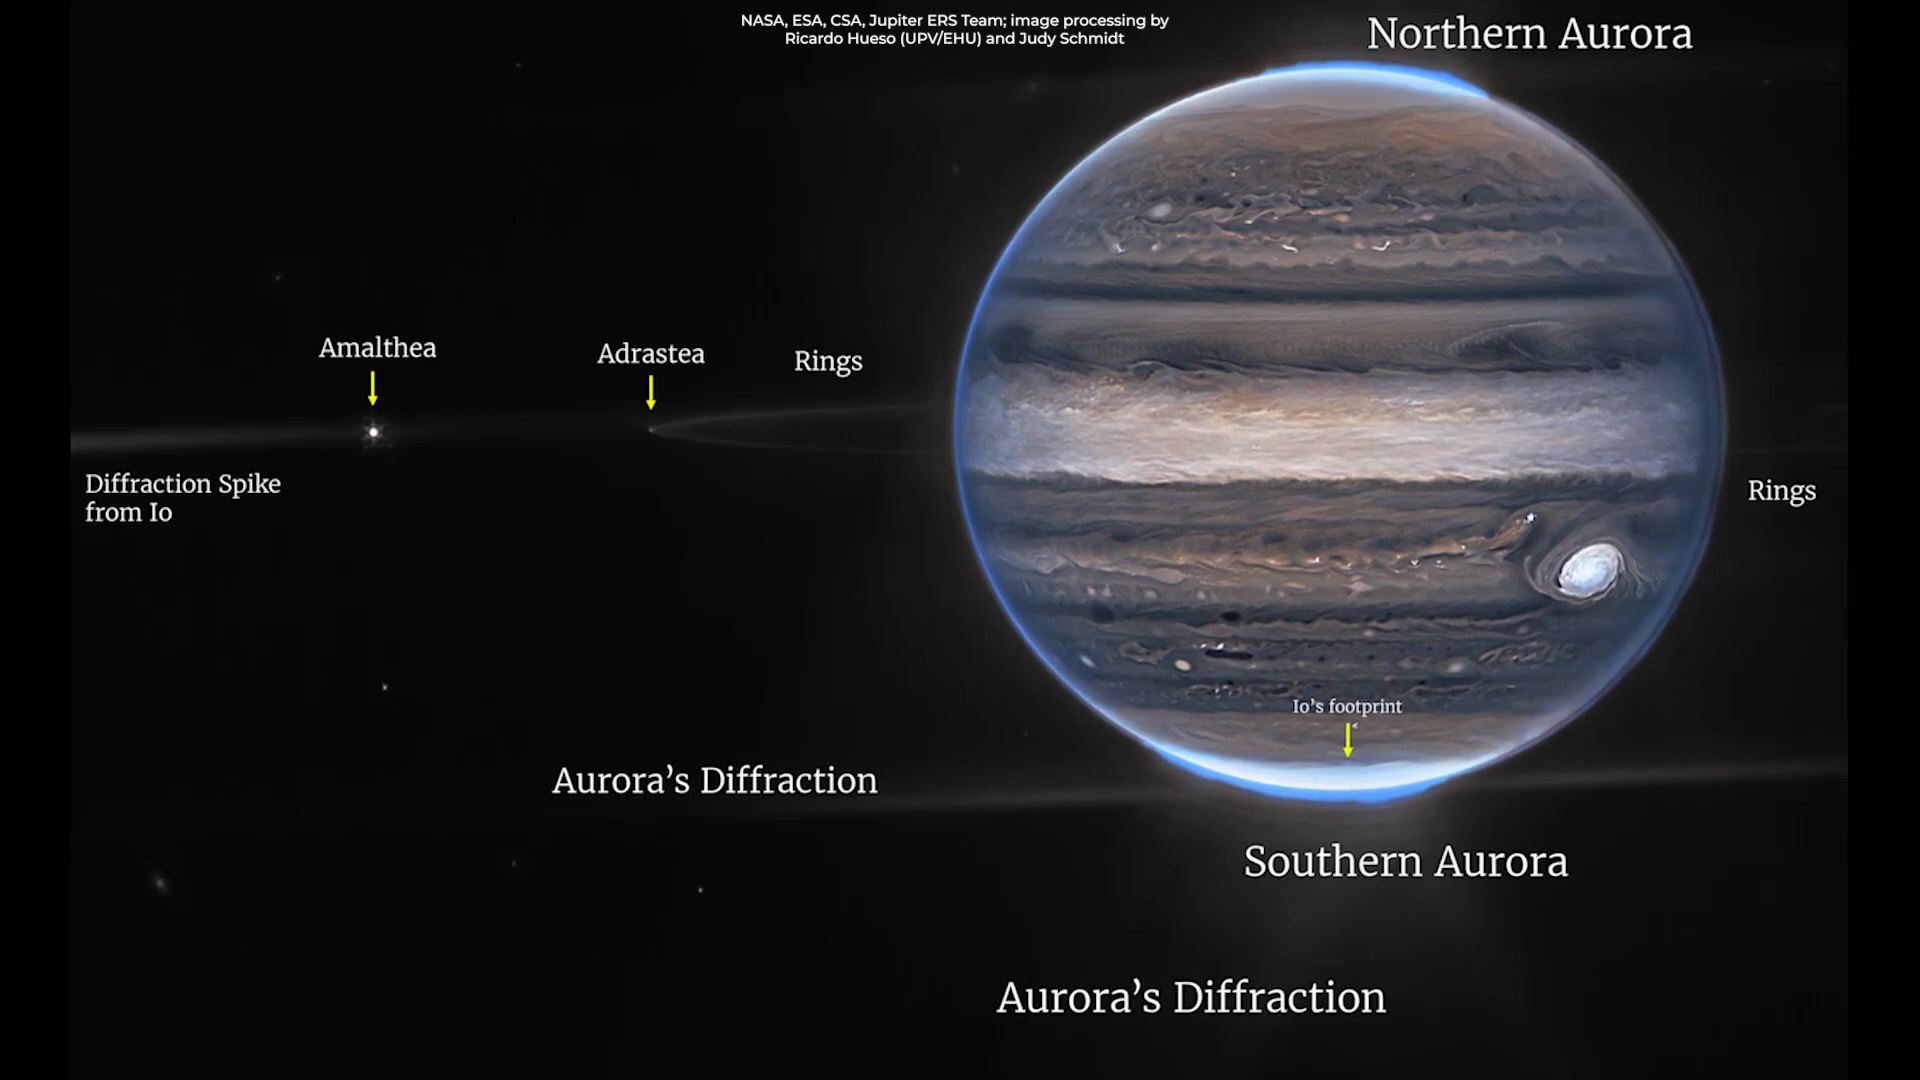 NASA, ESA, CSA, Jupiter ERS Team; image processing by
Ricardo Hueso (UPV/EHU) and Judy Schmidt
Northern Aurora
Amalthea
Adrastea
Rings
Diffraction Spike
from Io
Rings
Io’s footprint
Aurora’s Diffraction
Southern Aurora
Aurora’s Diffraction